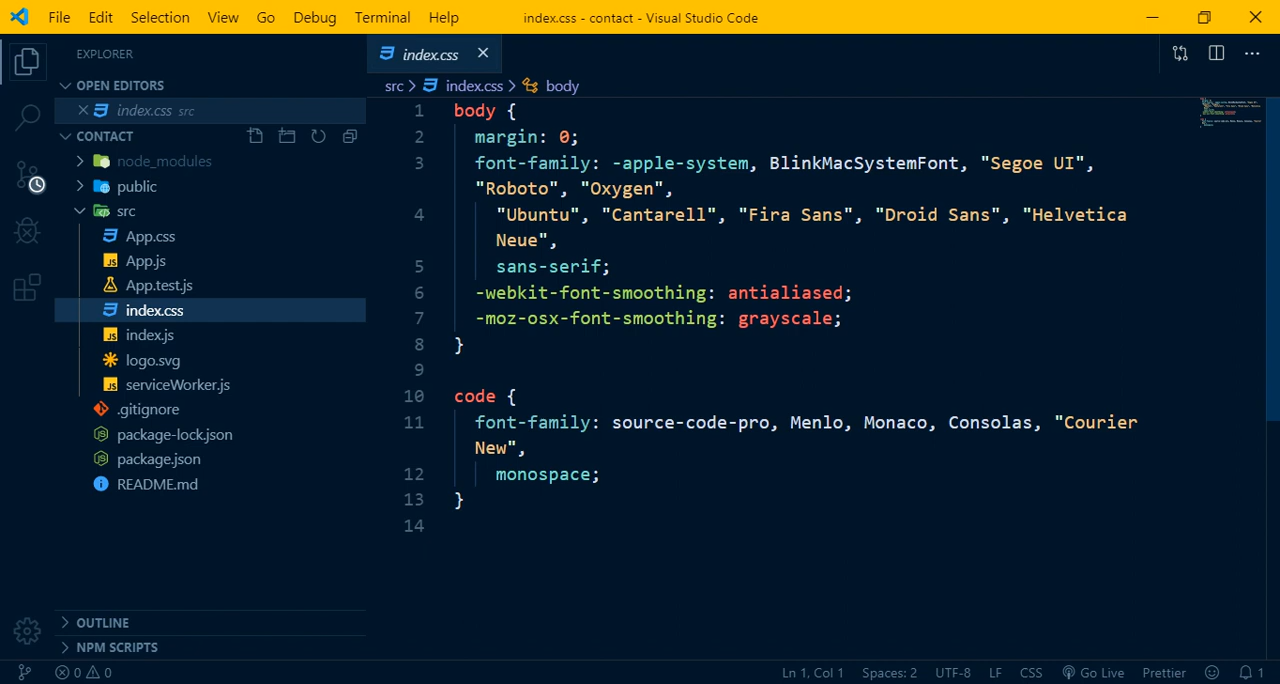 File Edit Selection View Go Debug Terminal Help index.css - contact - Visual Studio Code
EXPLORER
OPEN EDITORS
index.css src
CONTACT
node_modules
public
src
App.css
App.js
App.test.js
index.css
index.js
logo.svg
serviceWorker.js
.gitignore
package-lock.json
package.json
README.md
OUTLINE
NPM SCRIPTS
index.css
src > index.css > body
1 body {
2 margin: 0;
3 font-family: -apple-system, BlinkMacSystemFont, "Segoe UI",
"Roboto", "Oxygen",
4 "Ubuntu", "Cantarell", "Fira Sans", "Droid Sans", "Helvetica
Neue",
5 sans-serif;
6 -webkit-font-smoothing: antialiased;
7 -moz-osx-font-smoothing: grayscale;
8 }
9
10 code {
11 font-family: source-code-pro, Menlo, Monaco, Consolas, "Courier
New",
12 monospace;
13 }
14
0 0 Ln 1, Col 1 Spaces: 2 UTF-8 LF CSS Go Live Prettier 1